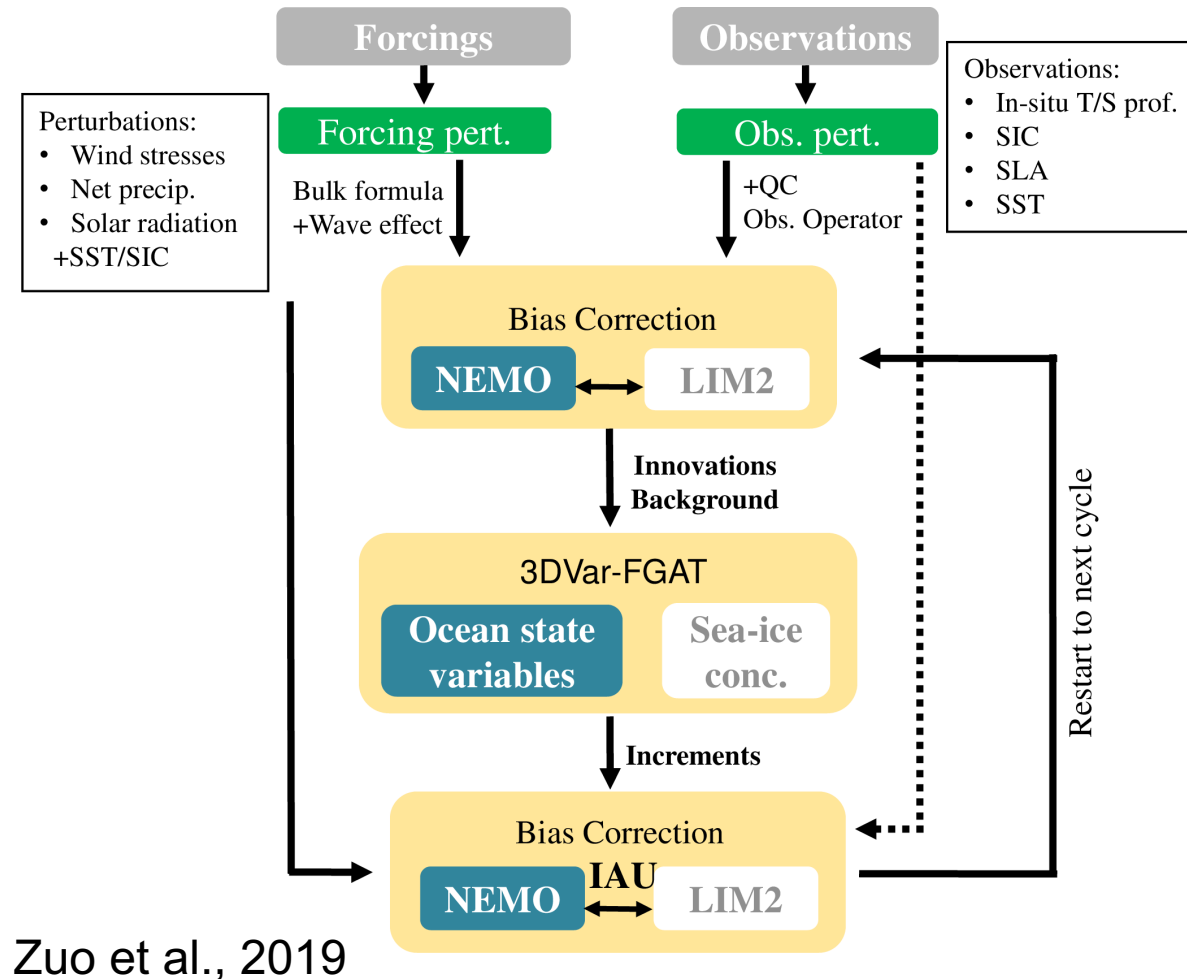 Forcings
Observations
Perturbations:
• Wind stresses
• Net precip.
• Solar radiation
+SST/SIC
Forcing pert.
Obs. pert.
Observations:
• In-situ T/S prof.
• SIC
• SLA
• SST
Bulk formula
+Wave effect
+QC
Obs. Operator
Bias Correction
NEMO
LIM2
Innovations
Background
3DVar-FGAT
Ocean state
variables
Sea-ice
conc.
Increments
Bias Correction
IAU
NEMO
LIM2
Restart to next cycle
Zuo et al., 2019